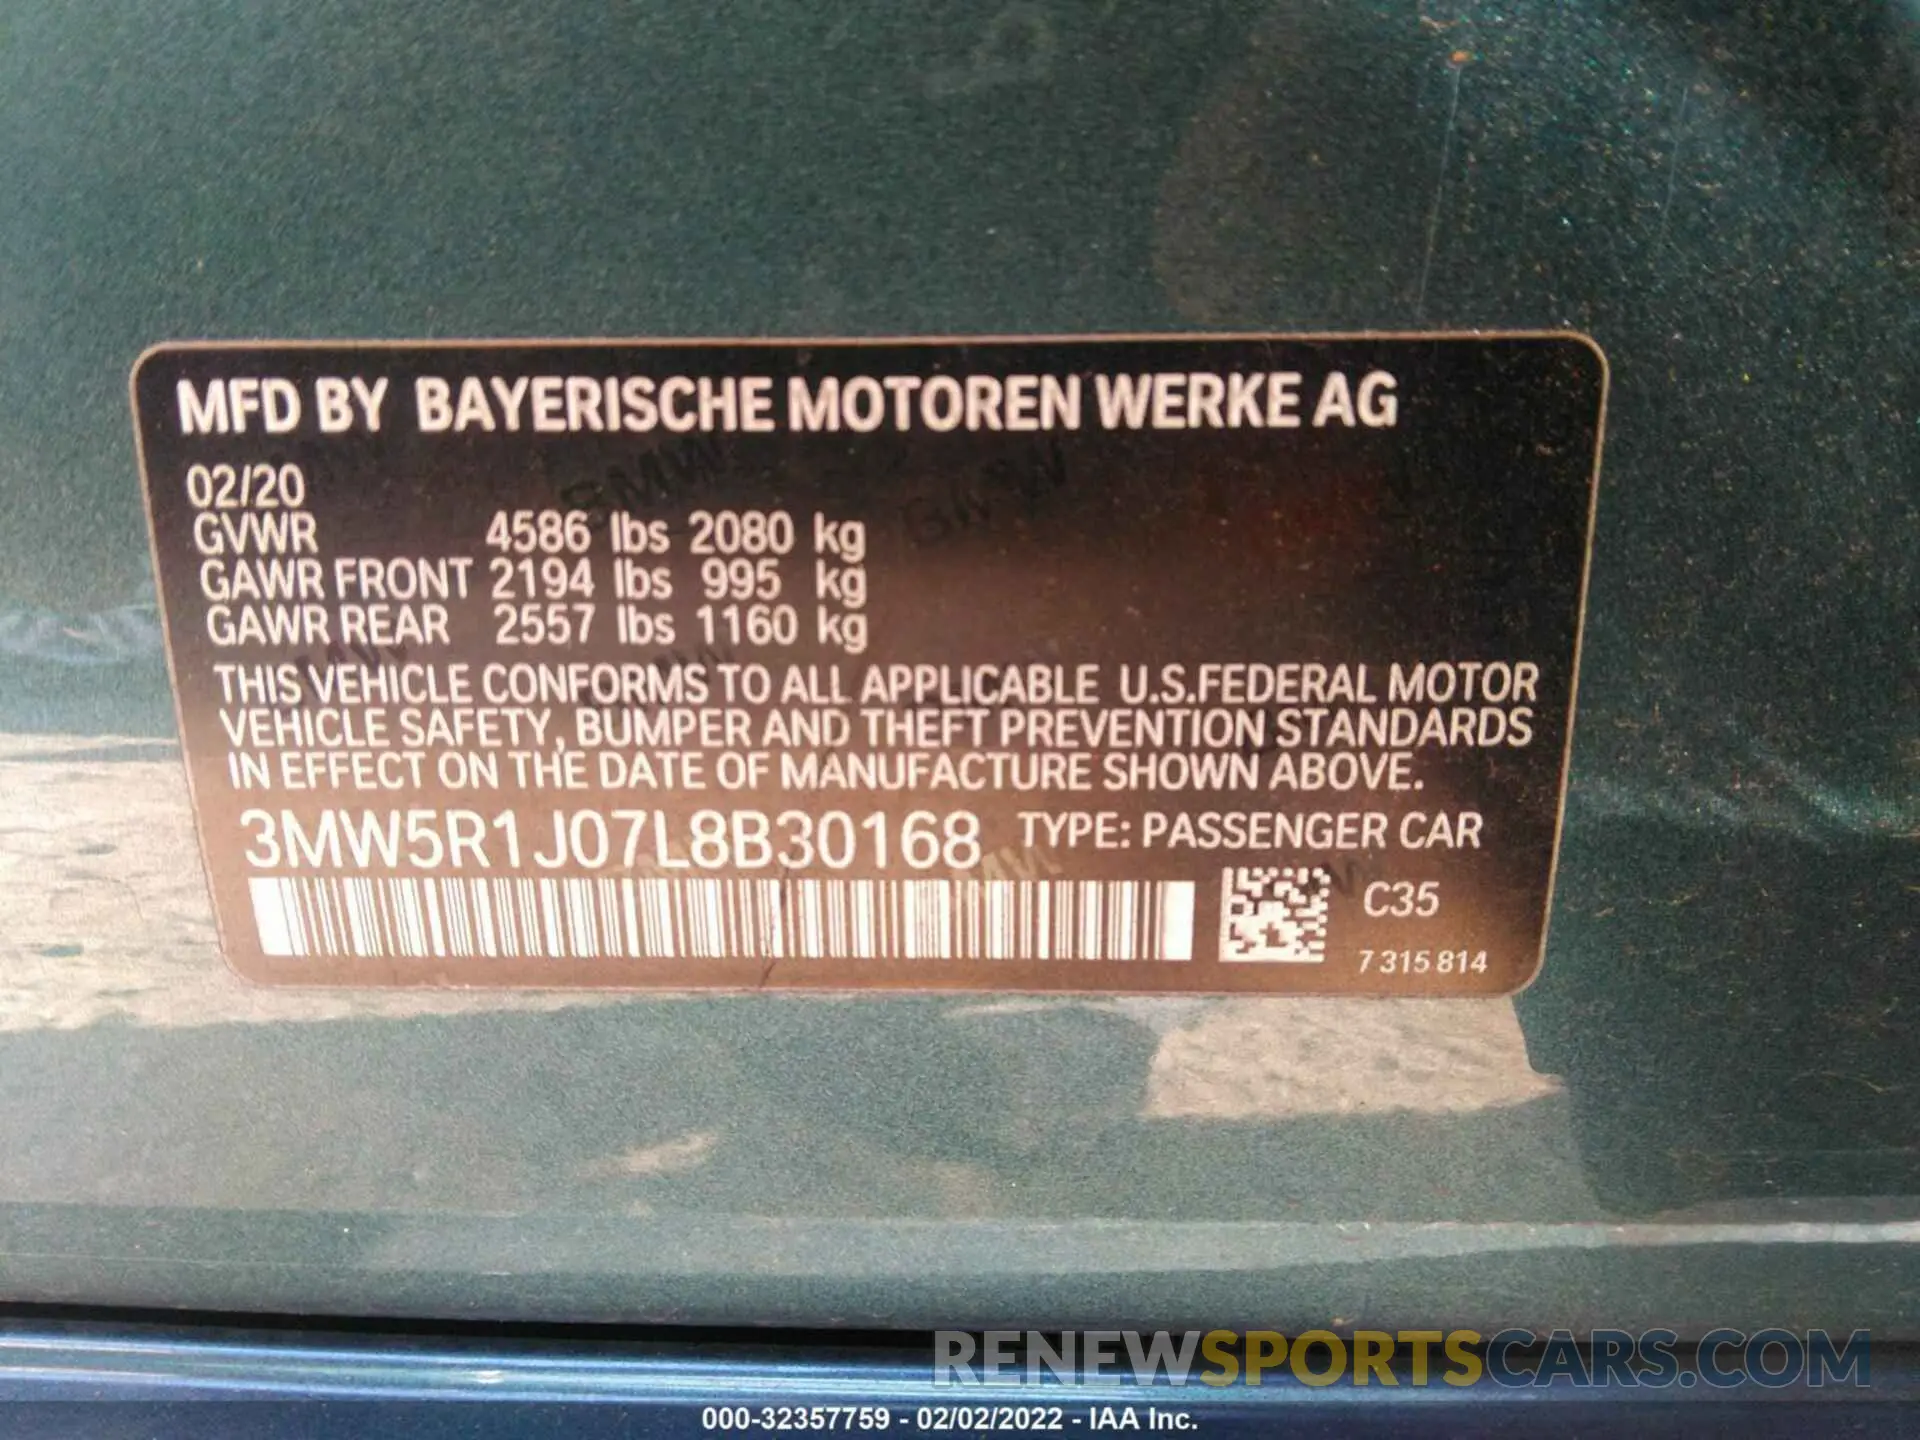 MFD BY BAYERISCHE MOTOREN WERKE AG
02/20
GVWR 4586 lbs 2080 kg
GAWR FRONT 2194 lbs 995 kg
GAWR REAR 2557 lbs 1160 kg
THIS VEHICLE CONFORMS TO ALL APPLICABLE U.S.FEDERAL MOTOR
VEHICLE SAFETY, BUMPER AND THEFT PREVENTION STANDARDS
IN EFFECT ON THE DATE OF MANUFACTURE SHOWN ABOVE.
3MW5R1J07L8B30168 TYPE: PASSENGER CAR
C35
7 315 814
RENEWSPORTSCARS.COM
000-32357759 - 02/02/2022 - IAA Inc.